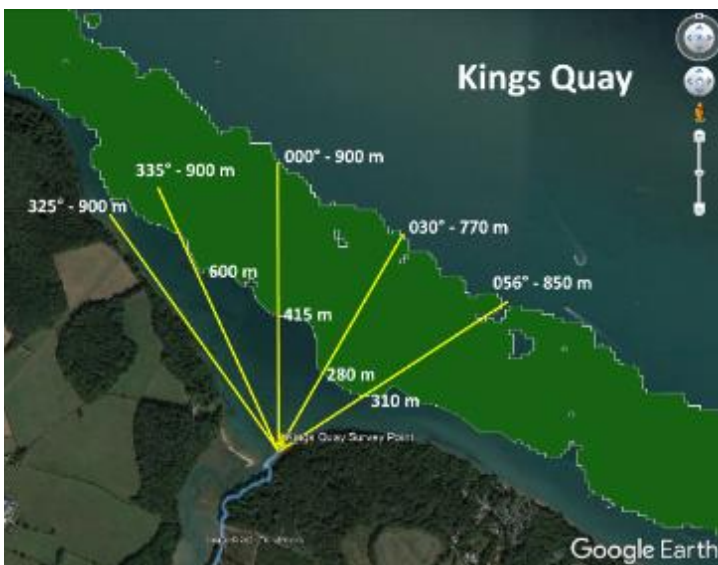 Kings Quay
000° - 900 m
335° - 900 m
325° - 900 m
030° - 770 m
056° - 850 m
600 m
415 m
280 m
310 m
Kings Quay Survey Point
Google Earth